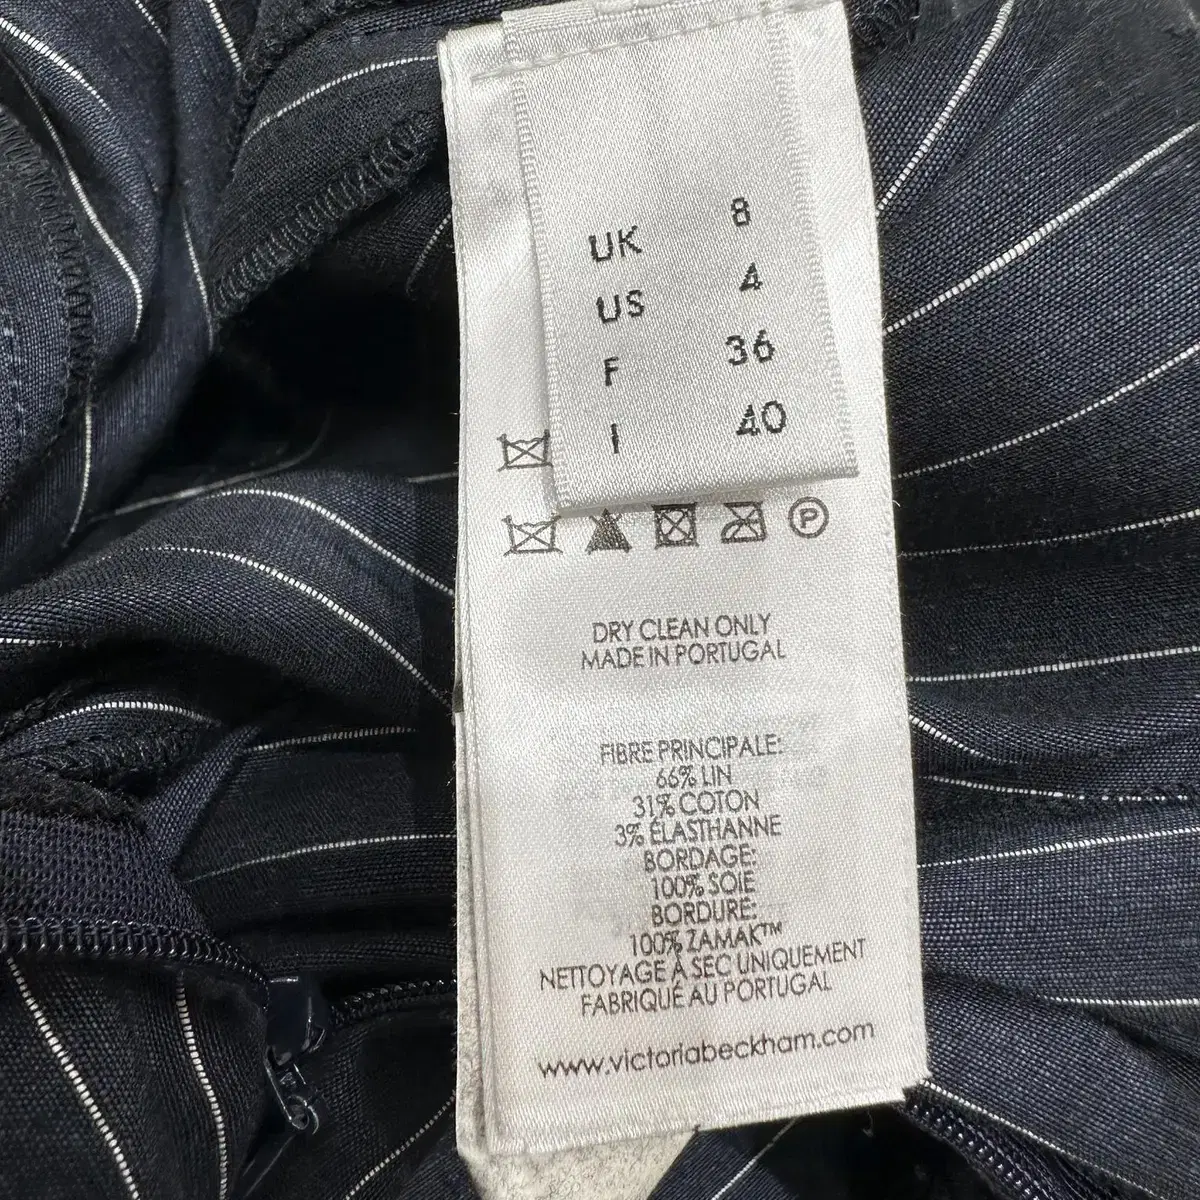 UK 8
US 4
F 36
I 40
P
DRY CLEAN ONLY
MADE IN PORTUGAL
FIBRE PRINCIPALE:
66% LIN
31% COTON
3% ÉLASTHANNE
BORDAGE:
100% SOIE
BORDURE:
100% ZAMAK™
NETTOYAGE À SEC UNIQUEMENT
FABRIQUÉ AU PORTUGAL
www.victoriabeckham.com